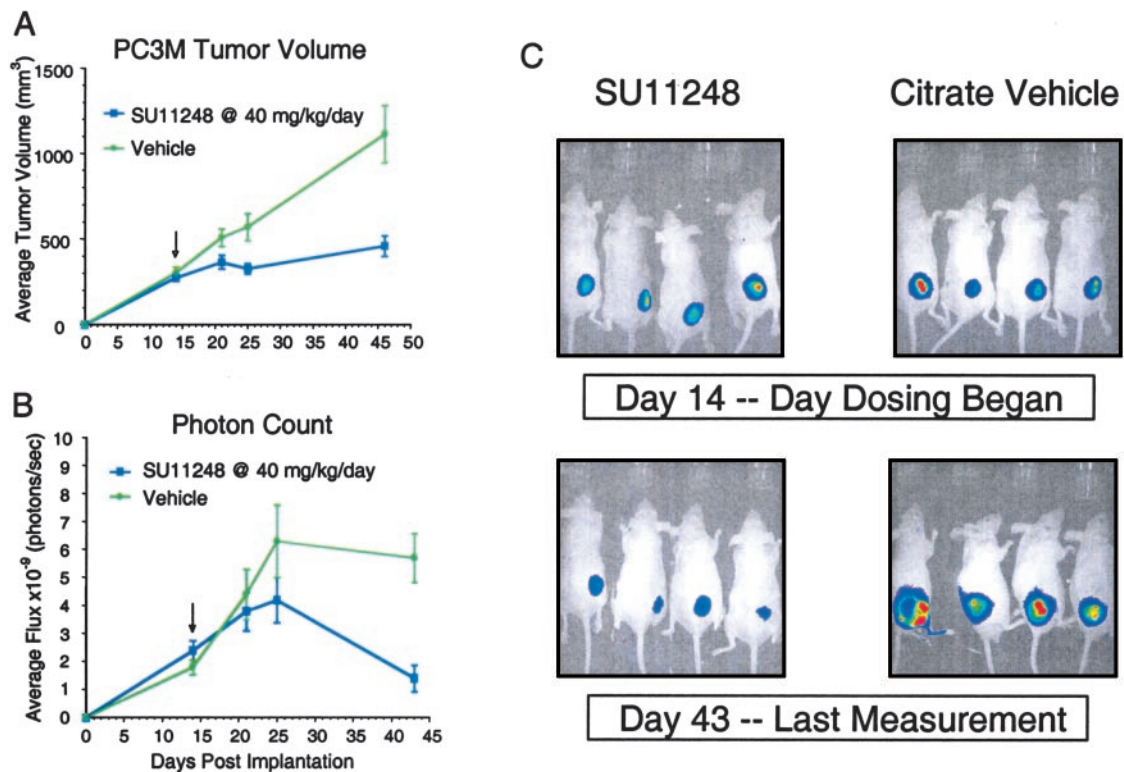 A
PC3M Tumor Volume
Average Tumor Volume (mm³)
1500
1000
500
0
SU11248 @ 40 mg/kg/day
Vehicle
0 5 10 15 20 25 30 35 40 45 50
B
Photon Count
Average Flux x10⁻⁹ (photons/sec)
10
9
8
7
6
5
4
3
2
1
0
SU11248 @ 40 mg/kg/day
Vehicle
0 5 10 15 20 25 30 35 40 45
Days Post Implantation
C
SU11248
Citrate Vehicle
Day 14 -- Day Dosing Began
Day 43 -- Last Measurement